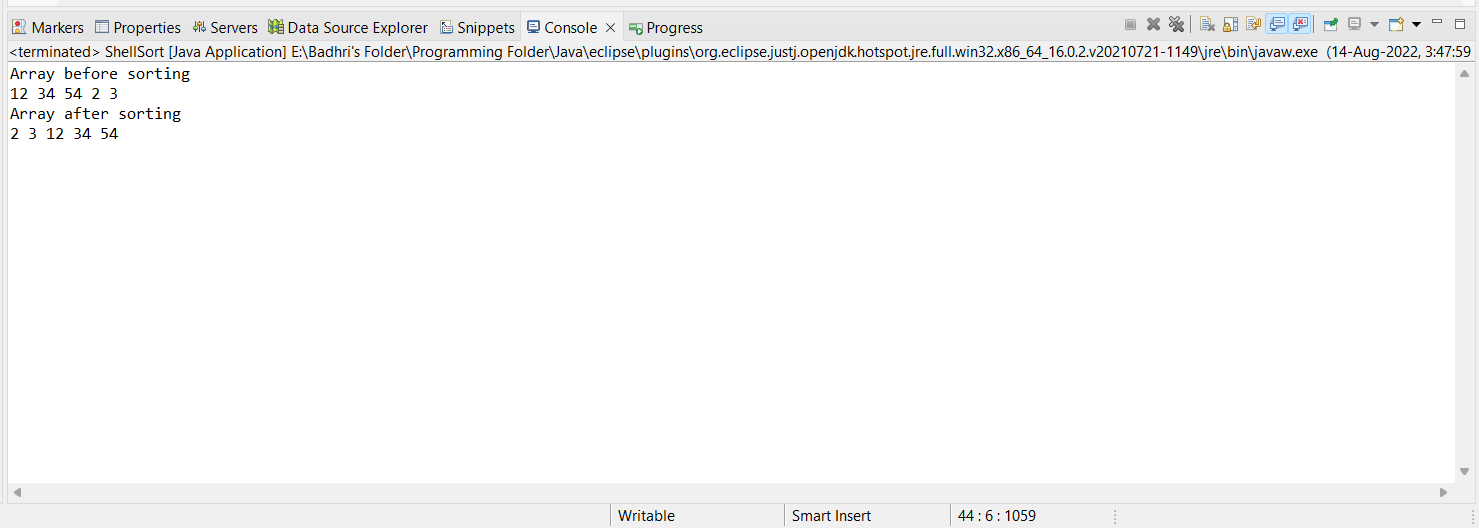 Markers Properties Servers Data Source Explorer Snippets Console Progress
<terminated> ShellSort [Java Application] E:\Badhri's Folder\Programming Folder\Java\eclipse\plugins\org.eclipse.justj.openjdk.hotspot.jre.full.win32.x86_64_16.0.2.v20210721-1149\jre\bin\javaw.exe (14-Aug-2022, 3:47:59
Array before sorting
12 34 54 2 3
Array after sorting
2 3 12 34 54
Writable Smart Insert 44 : 6 : 1059